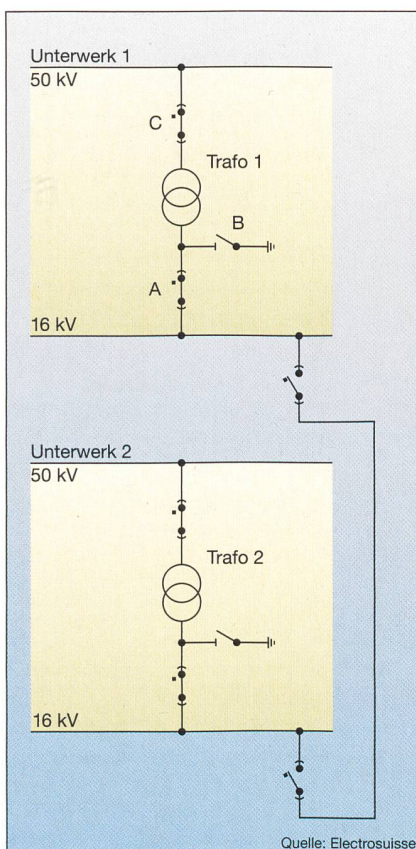 Unterwerk 1
50 kV
C
Trafo 1
B
A
16 kV
Unterwerk 2
50 kV
Trafo 2
16 kV
Quelle: Electrosuisse